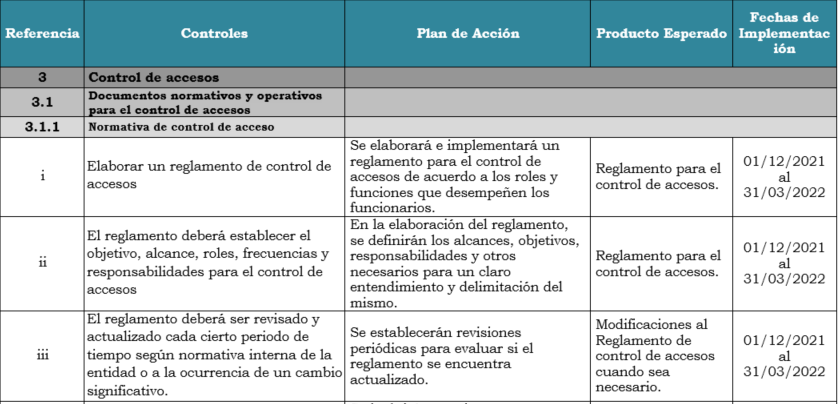 Referencia Controles Plan de Acción Producto Esperado Fechas de Implementac ión
3 Control de accesos
3.1 Documentos normativos y operativos
para el control de accesos
3.1.1 Normativa de control de acceso
i
Elaborar un reglamento de control de
accesos
Se elaborará e implementará un
reglamento para el control de
accesos de acuerdo a los roles y
funciones que desempeñen los
funcionarios.
Reglamento para el
control de accesos.
01/12/2021
al
31/03/2022
ii
El reglamento deberá establecer el
objetivo, alcance, roles, frecuencias y
responsabilidades para el control de
accesos
En la elaboración del reglamento,
se definirán los alcances, objetivos,
responsabilidades y otros
necesarios para un claro
entendimiento y delimitación del
mismo.
Reglamento para el
control de accesos.
01/12/2021
al
31/03/2022
iii
El reglamento deberá ser revisado y
actualizado cada cierto periodo de
tiempo según normativa interna de la
entidad o a la ocurrencia de un cambio
significativo.
Se establecerán revisiones
periódicas para evaluar si el
reglamento se encuentra
actualizado.
Modificaciones al
Reglamento de
control de accesos
cuando sea
necesario.
01/12/2021
al
31/03/2022